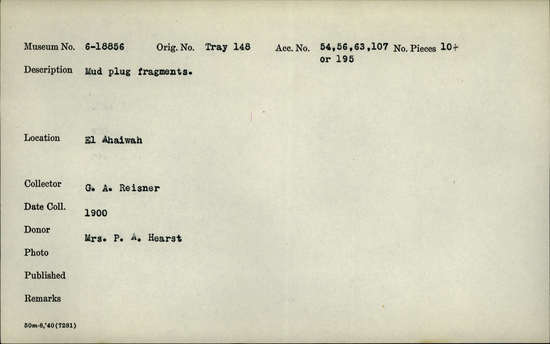 Museum No. 6-18856 Orig. No. Tray 148 Acc. No. 54,56,63,107 No. Pieces 10+
or 195
Description Mud plug fragments.
Location El Ahaiwah
Collector G. A. Reisner
Date Coll. 1900
Donor Mrs. P. A. Hearst
Photo
Published
Remarks
50m-8,'40(7281)